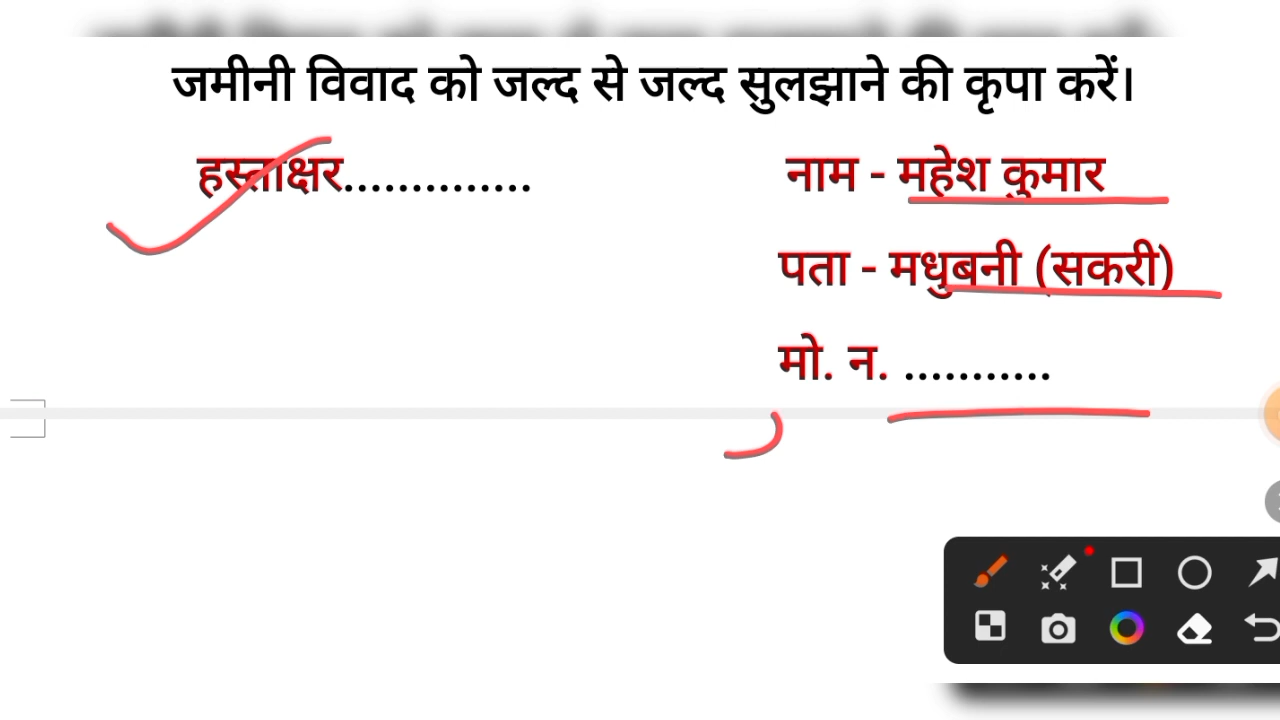 जमीनी विवाद को जल्द से जल्द सुलझाने की कृपा करें।
हस्ताक्षर..............
नाम - महेश कुमार
पता - मधुबनी (सकरी)
मो. न. ...........